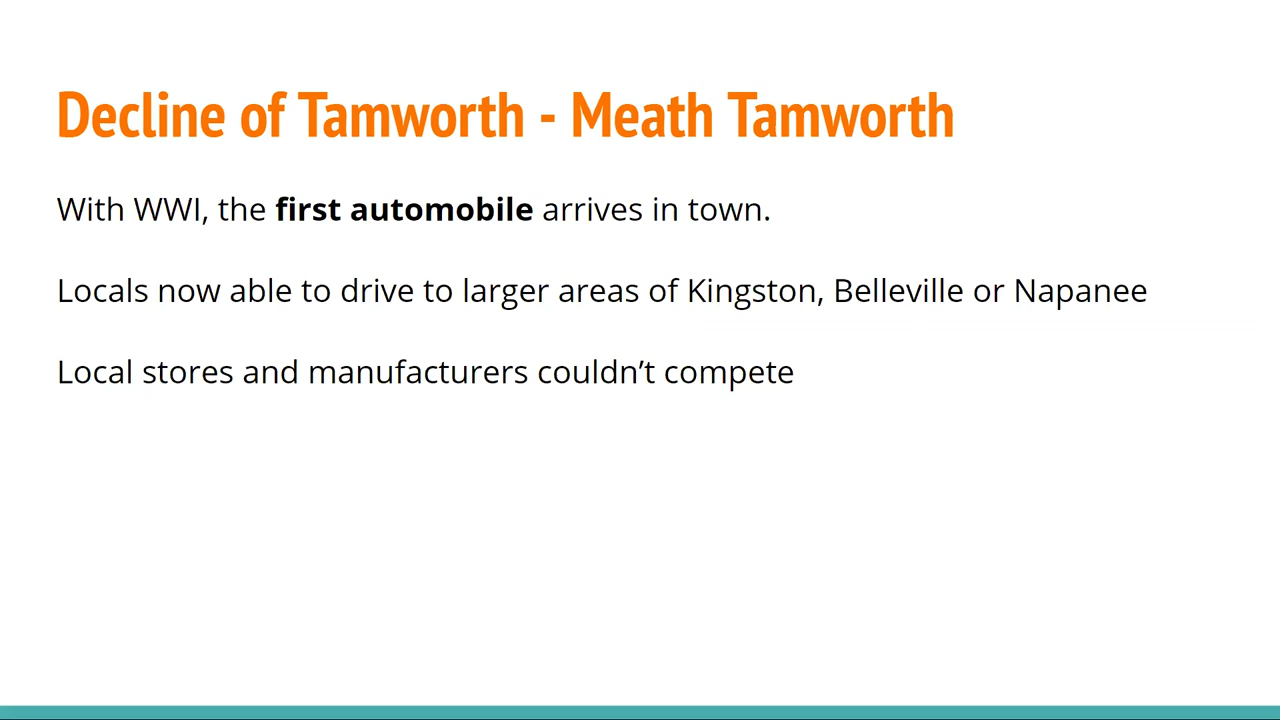 Decline of Tamworth - Meath Tamworth
With WWI, the first automobile arrives in town.
Locals now able to drive to larger areas of Kingston, Belleville or Napanee
Local stores and manufacturers couldn’t compete